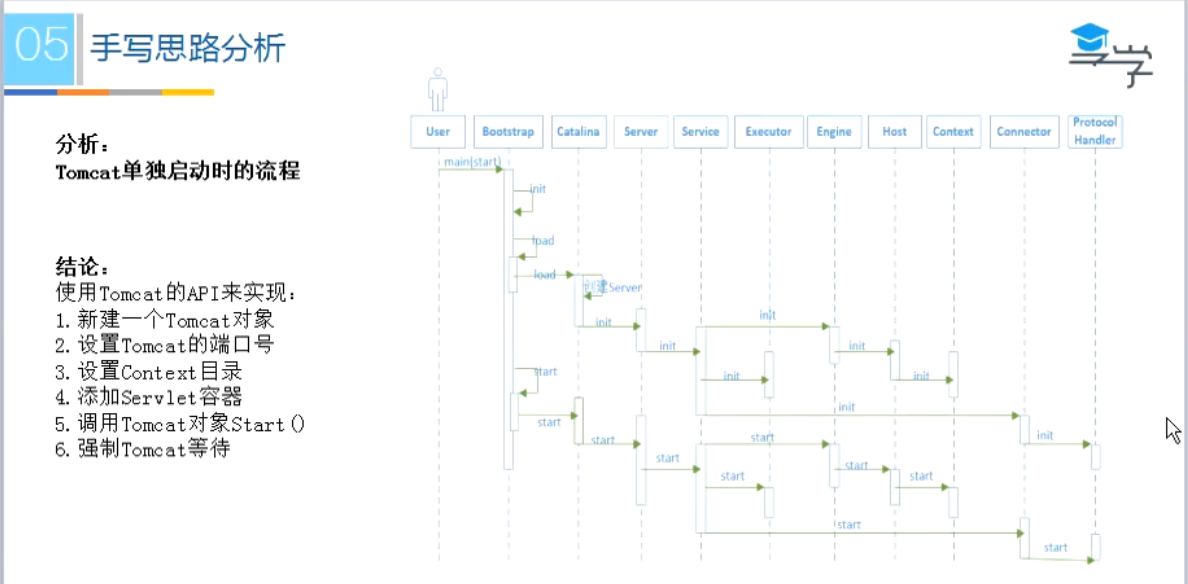 05 手写思路分析
分析：
Tomcat单独启动时的流程
结论：
使用Tomcat的API来实现：
1. 新建一个Tomcat对象
2. 设置Tomcat的端口号
3. 设置Context目录
4. 添加Servlet容器
5. 调用Tomcat对象Start()
6. 强制Tomcat等待
User
Bootstrap
Catalina
Server
Service
Executor
Engine
Host
Context
Connector
Protocol
Handler
main(start)
init
load
load
创建Server
init
init
init
init
init
init
init
init
start
start
start
start
start
start
start
start
start
start